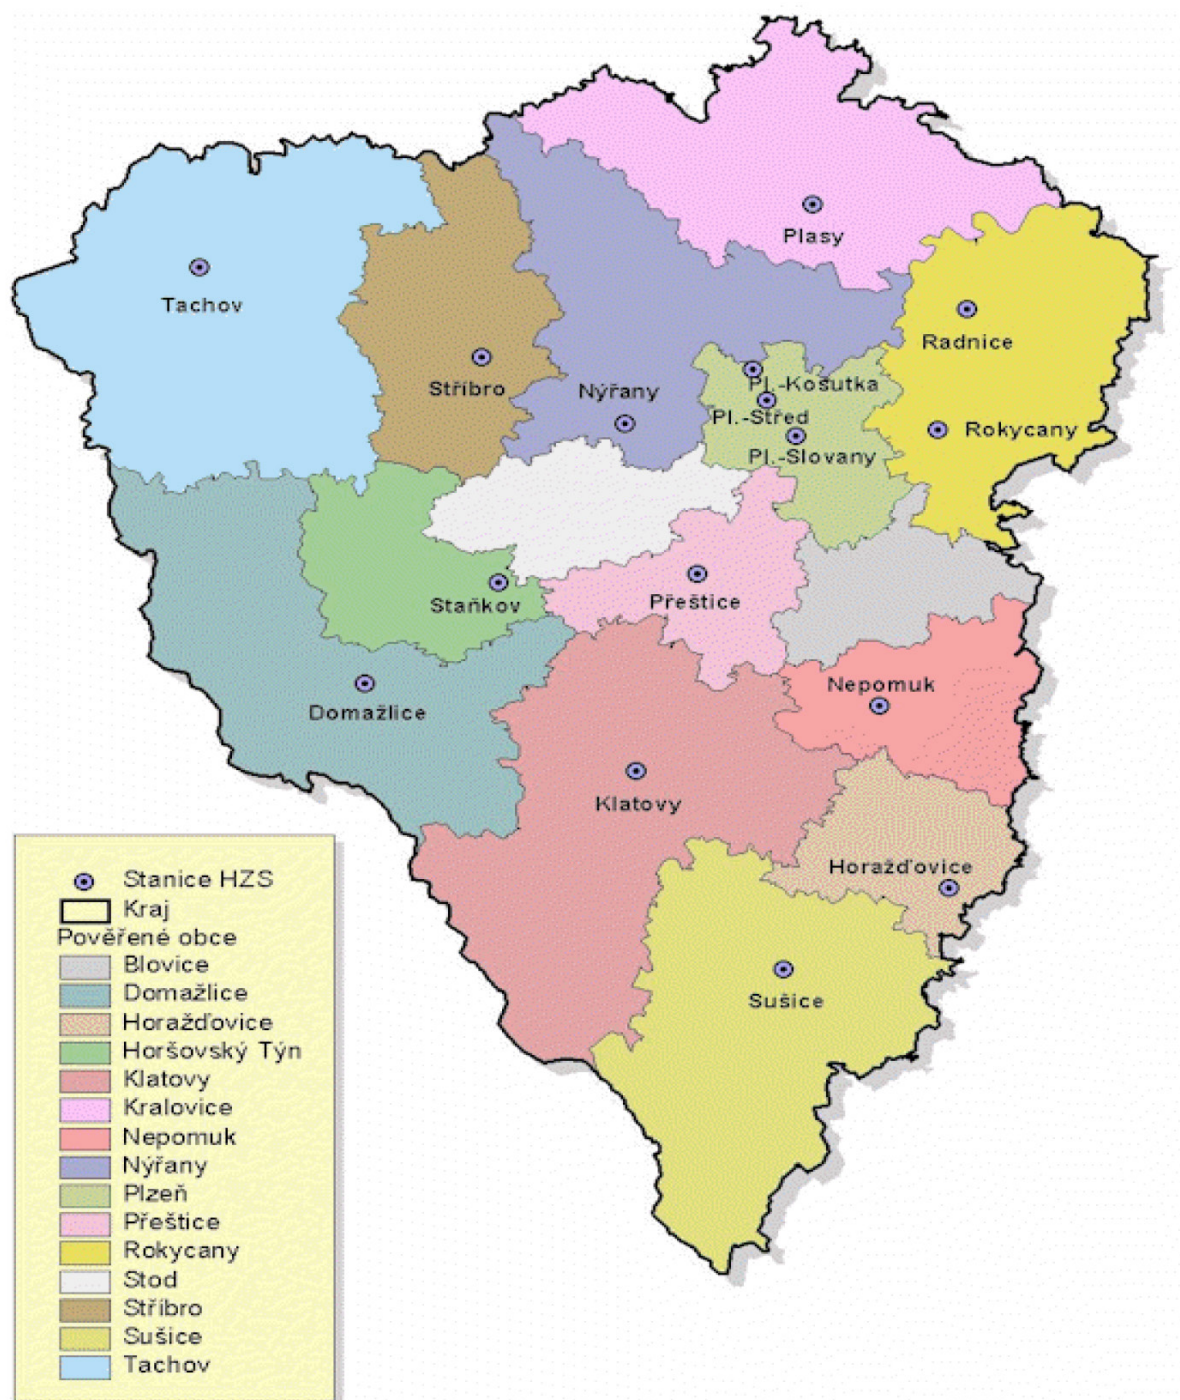 Plasy
Tachov
Radnice
Stříbro
Nýřany
Pl.-Košutka
Pl.-Střed
Rokycany
Pl.-Slovany
Staňkov
Přeštice
Nepomuk
Domažlice
Klatovy
Horažďovice
Sušice
Stanice HZS
Kraj
Pověřené obce
Blovice
Domažlice
Horažďovice
Horšovský Týn
Klatovy
Kralovice
Nepomuk
Nýřany
Plzeň
Přeštice
Rokycany
Stod
Stříbro
Sušice
Tachov